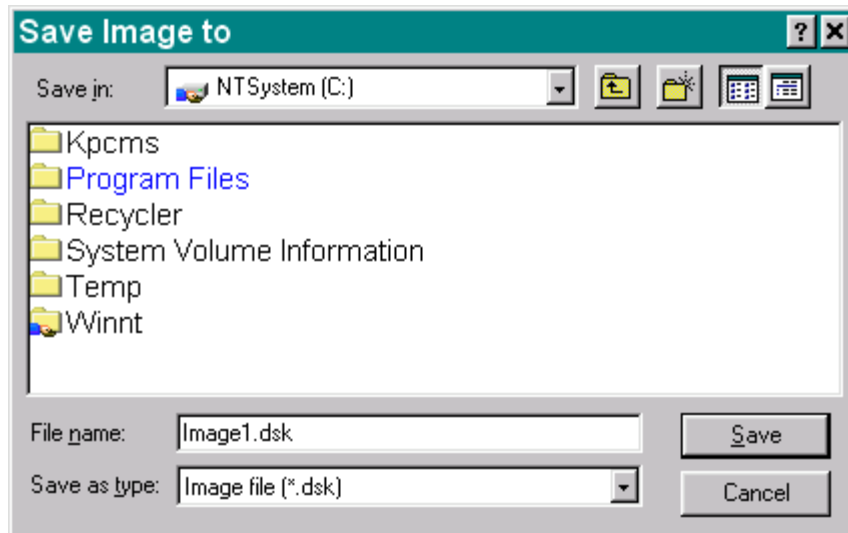 Save Image to
Save in: NTSystem (C:)
Kpcms
Program Files
Recycler
System Volume Information
Temp
Winnt
File name: Image1.dsk Save
Save as type: Image file (*.dsk) Cancel